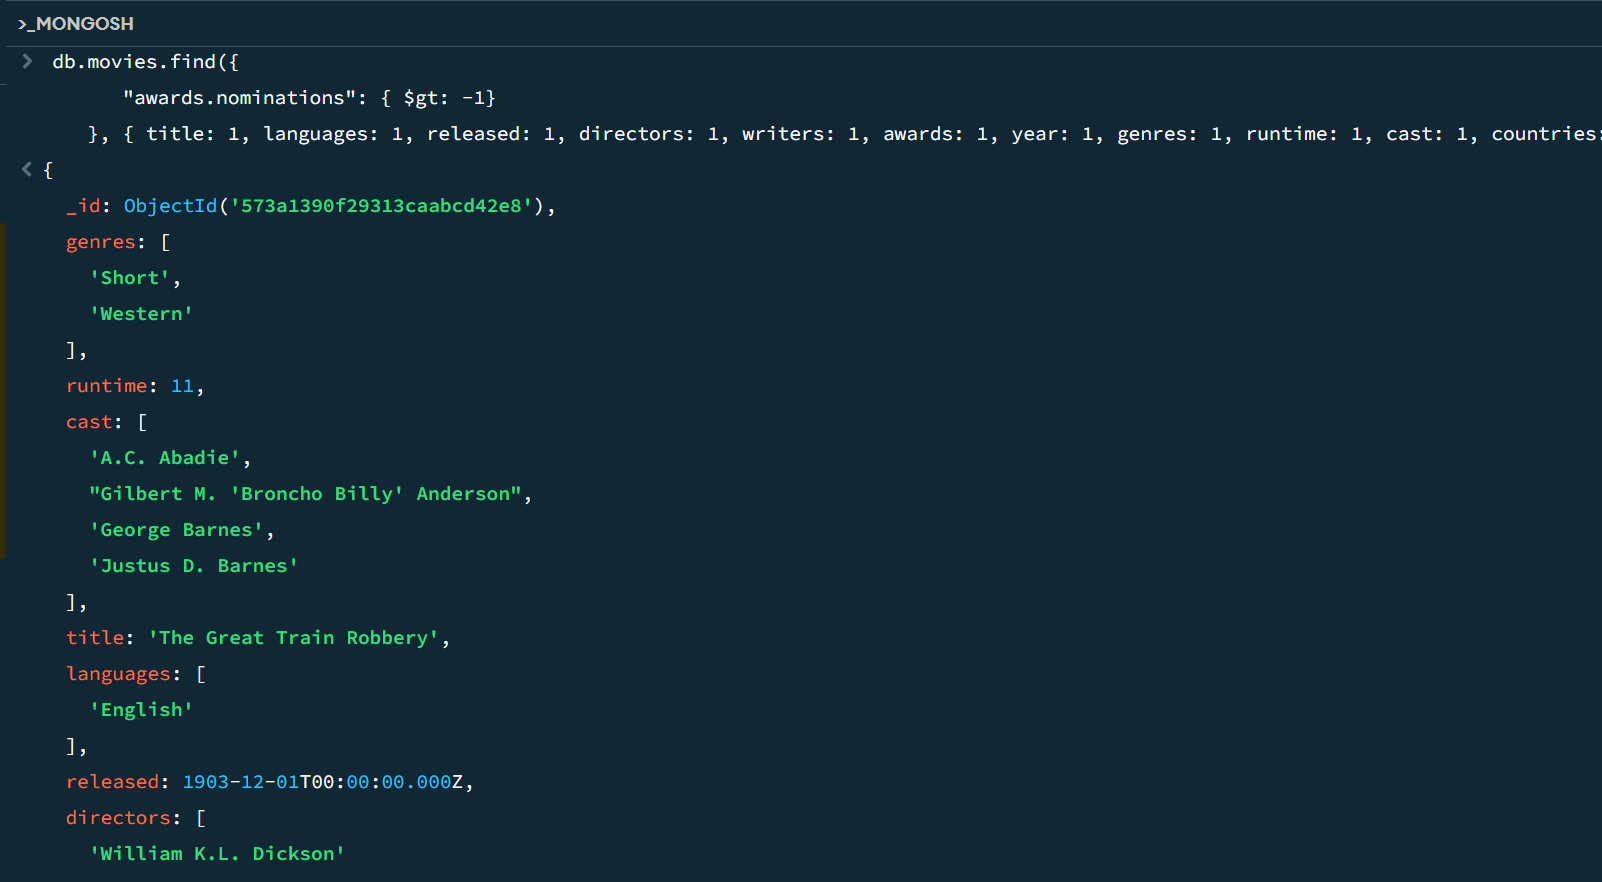 >_MONGOSH
> db.movies.find({
"awards.nominations": { $gt: -1}
}, { title: 1, languages: 1, released: 1, directors: 1, writers: 1, awards: 1, year: 1, genres: 1, runtime: 1, cast: 1, countries:
< {
_id: ObjectId('573a1390f29313caabcd42e8'),
genres: [
'Short',
'Western'
],
runtime: 11,
cast: [
'A.C. Abadie',
"Gilbert M. 'Broncho Billy' Anderson",
'George Barnes',
'Justus D. Barnes'
],
title: 'The Great Train Robbery',
languages: [
'English'
],
released: 1903-12-01T00:00:00.000Z,
directors: [
'William K.L. Dickson'